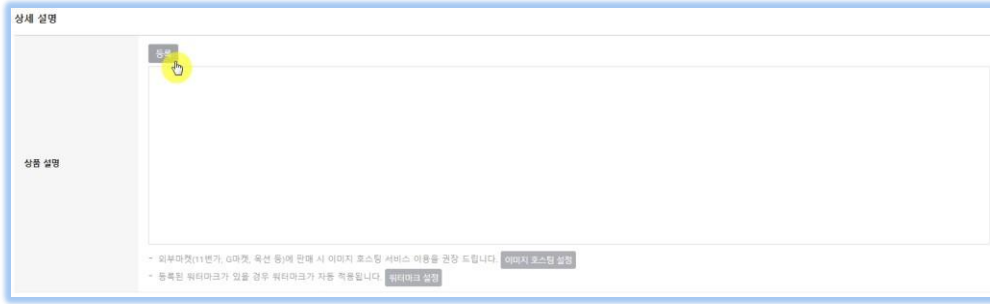 상세 설명
등록
상품 설명
- 외부마켓(11번가, G마켓, 옥션 등)에 판매 시 이미지 호스팅 서비스 이용을 권장 드립니다. 이미지 호스팅 설정
- 등록된 워터마크가 있을 경우 워터마크가 자동 적용됩니다. 워터마크 설정